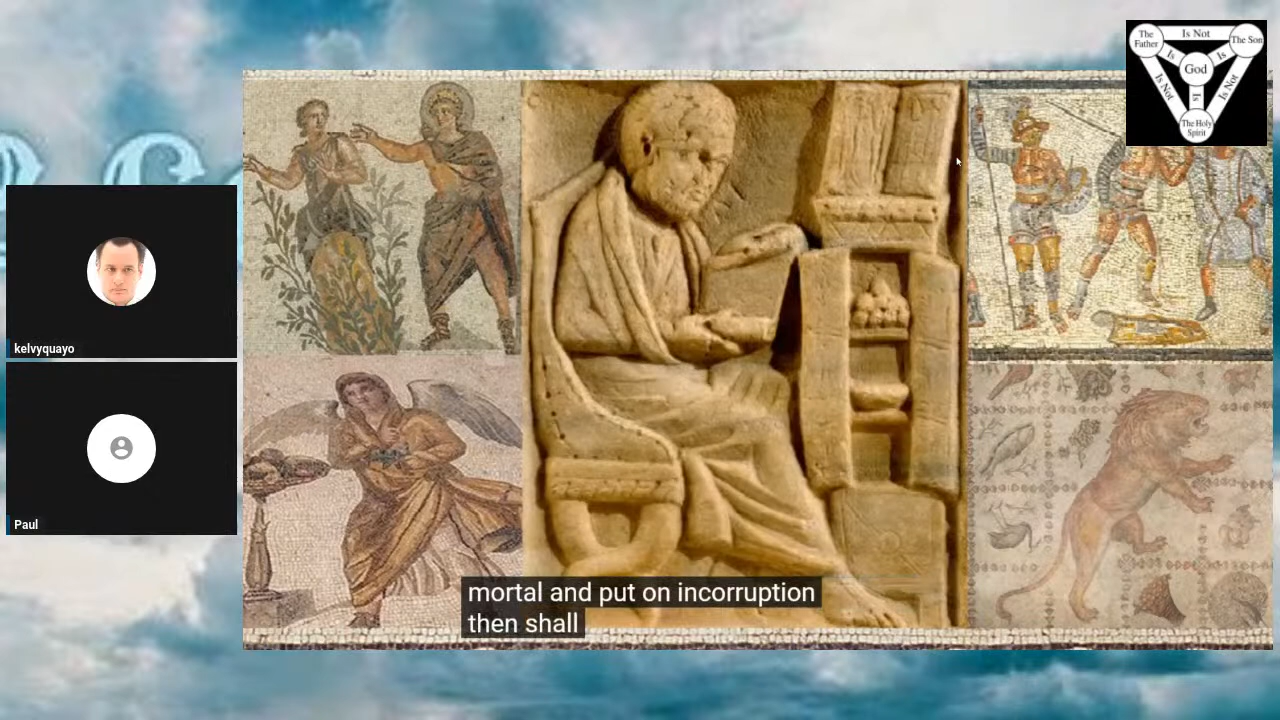 The
Father
Is Not
The Son
Is
Is
God
Is Not
Is
Is Not
The Holy
Spirit
kelvyquayo
Paul
mortal and put on incorruption
then shall